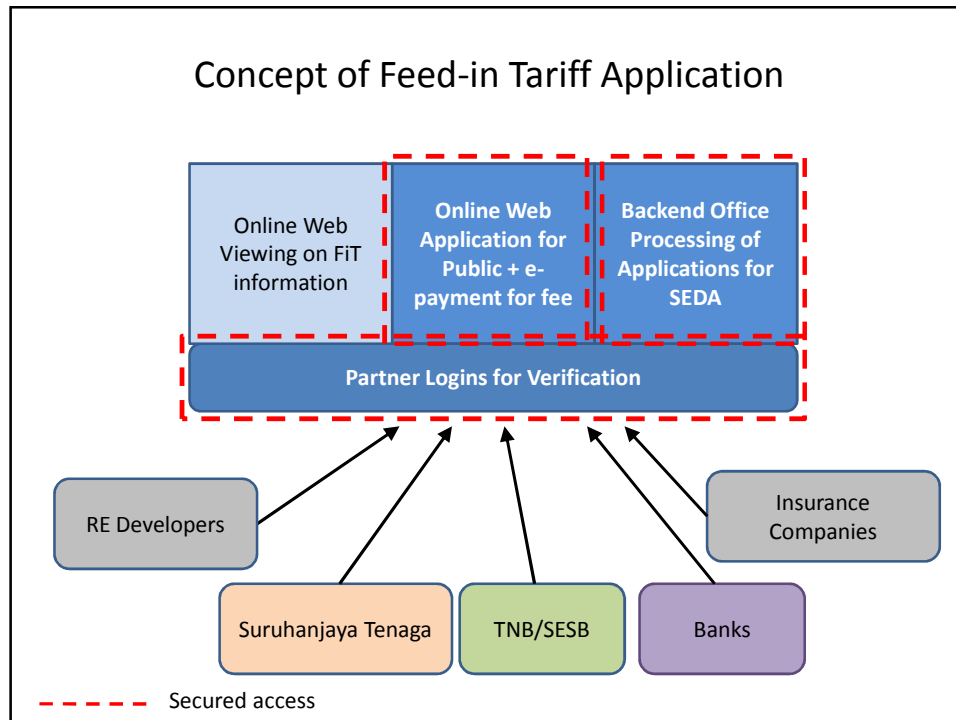 Concept of Feed-in Tariff Application
Online Web
Viewing on FiT
information
Online Web
Application for
Public + e-
payment for fee
Backend Office
Processing of
Applications for
SEDA
Partner Logins for Verification
RE Developers
Insurance
Companies
Suruhanjaya Tenaga
TNB/SESB
Banks
Secured access